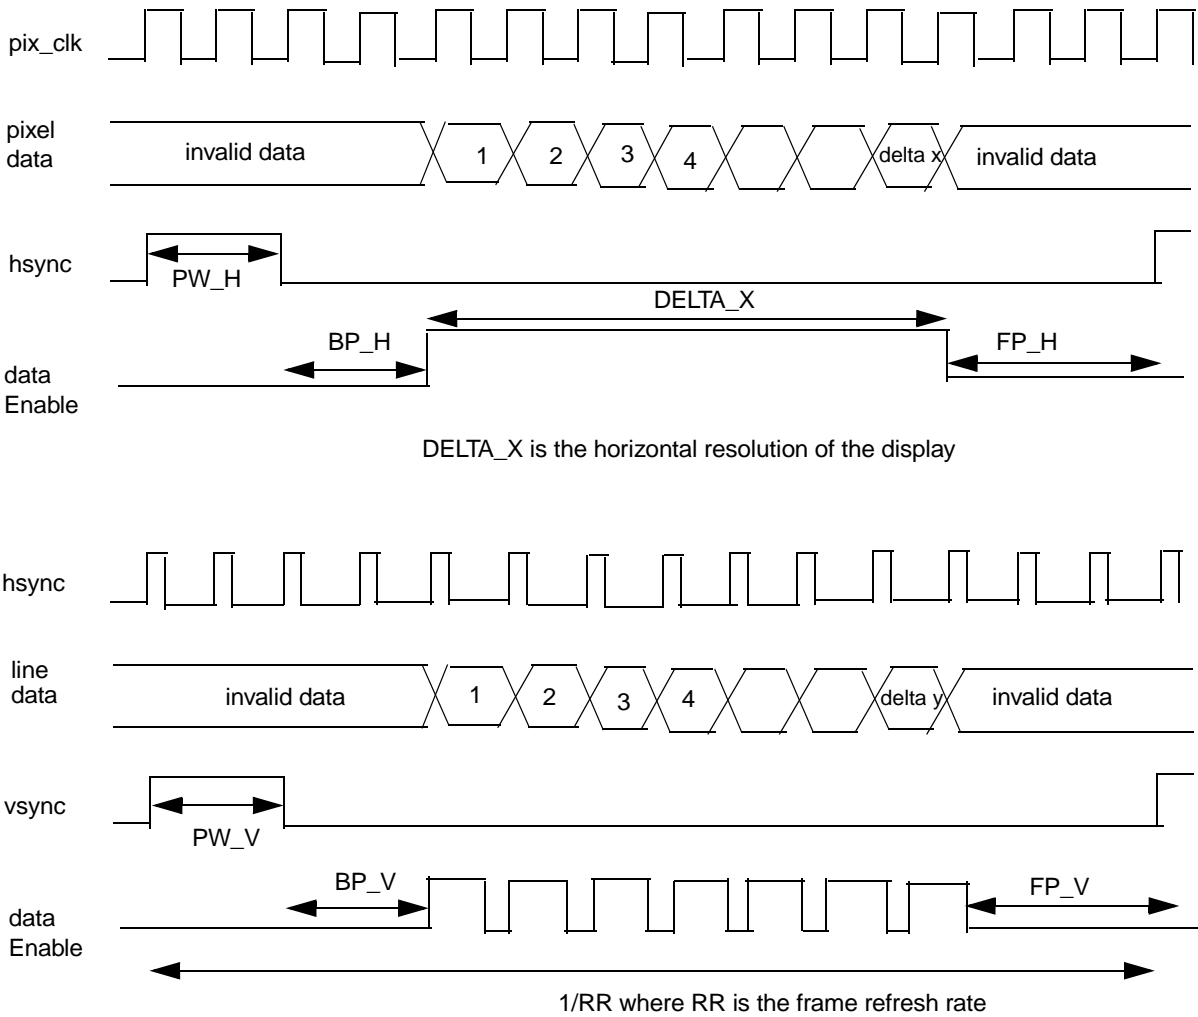 pix_clk
pixel
data
invalid data
1
2
3
4
delta x
invalid data
hsync
PW_H
DELTA_X
BP_H
FP_H
data
Enable
DELTA_X is the horizontal resolution of the display
hsync
line
data
invalid data
1
2
3
4
delta y
invalid data
vsync
PW_V
BP_V
FP_V
data
Enable
1/RR where RR is the frame refresh rate